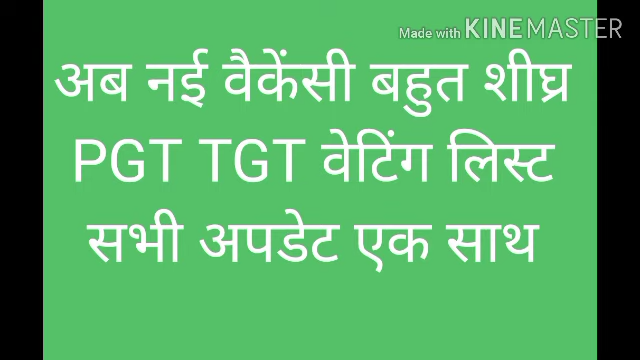 Made with KINEMASTER
अब नई वैकेंसी बहुत शीघ्र
PGT TGT वेटिंग लिस्ट
सभी अपडेट एक साथ